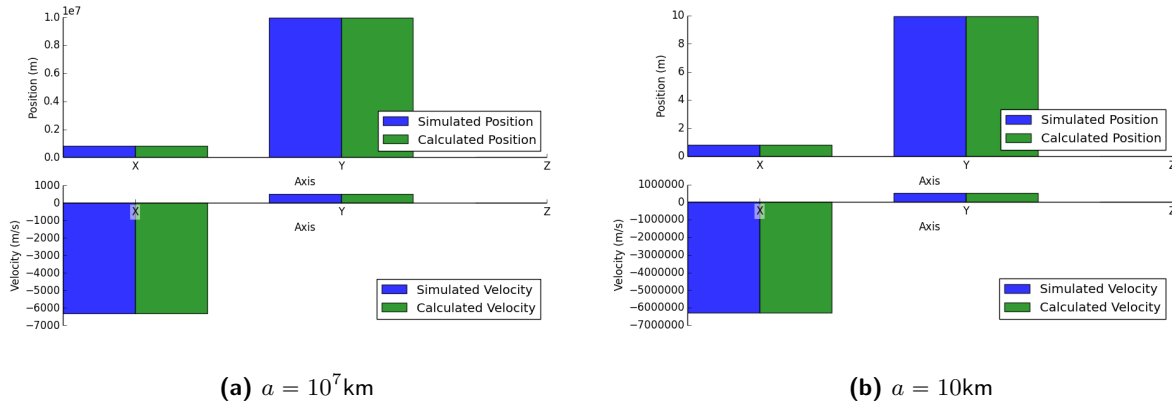 1e7
1.0
0.8
0.6
0.4
0.2
0.0
Position (m)
Simulated Position
Calculated Position
X Y Z
Axis
1000
0
−1000
−2000
−3000
−4000
−5000
−6000
−7000
Velocity (m/s)
X Y Z
Axis
Simulated Velocity
Calculated Velocity
(a) a = 10⁷km
10
8
6
4
2
0
Position (m)
Simulated Position
Calculated Position
X Y Z
Axis
1000000
0
−1000000
−2000000
−3000000
−4000000
−5000000
−6000000
−7000000
Velocity (m/s)
X Y Z
Axis
Simulated Velocity
Calculated Velocity
(b) a = 10km